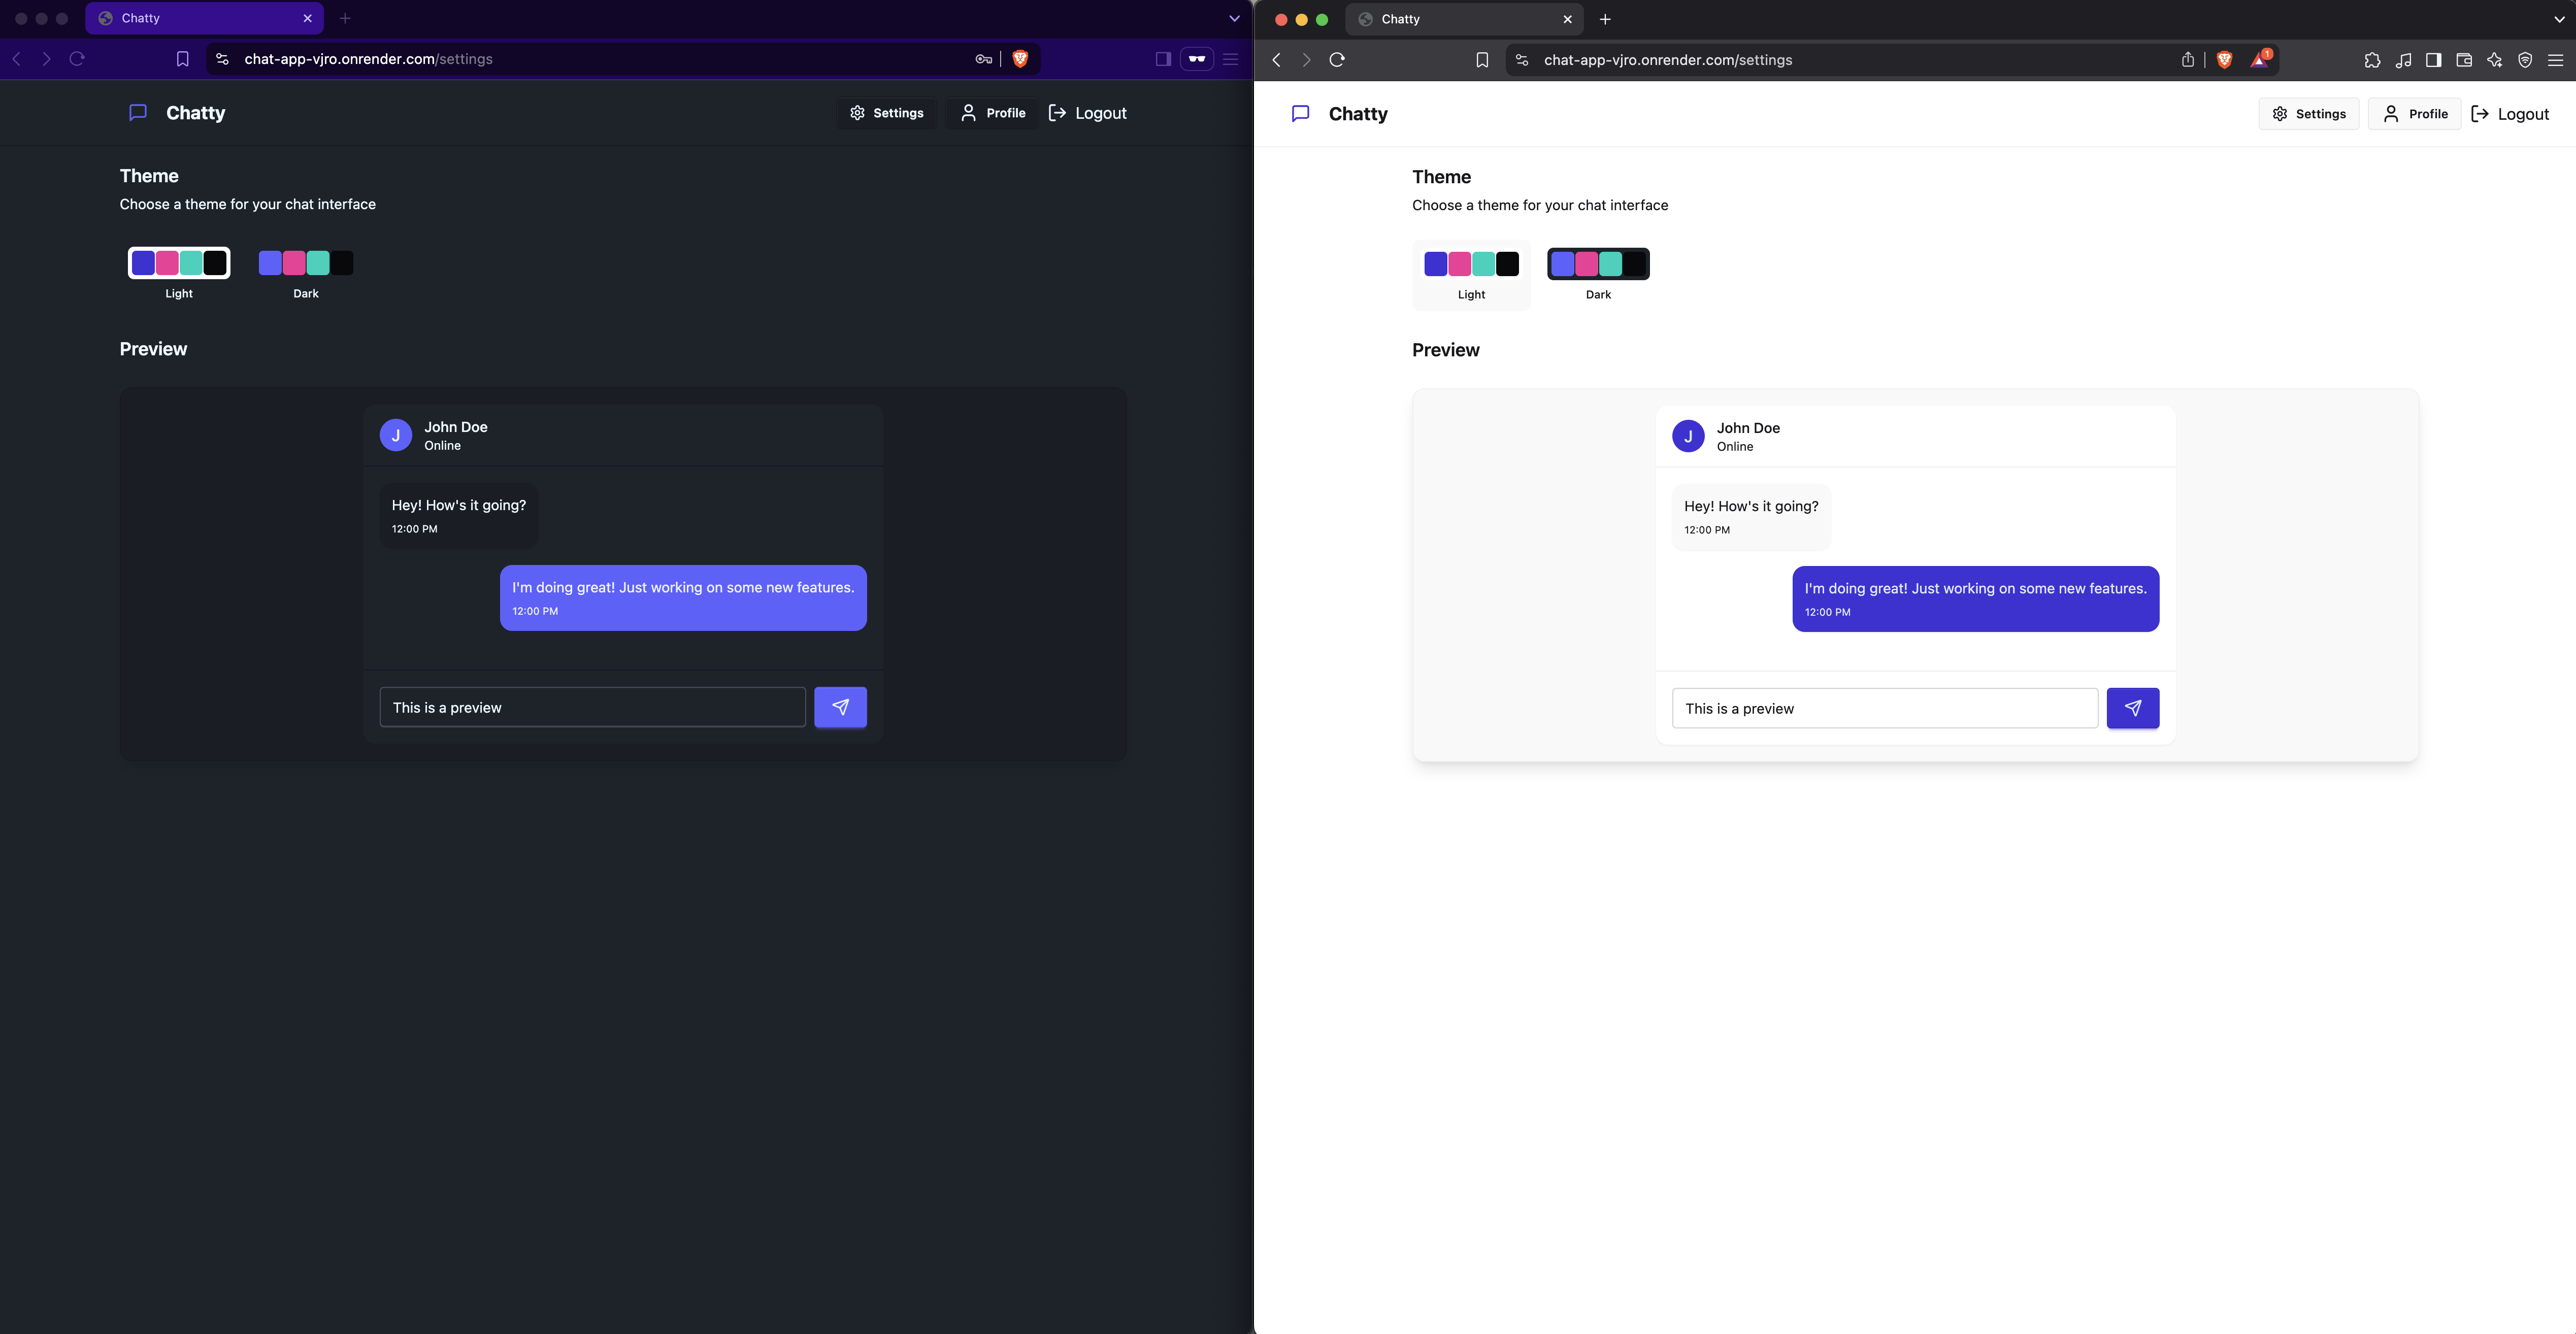 Chatty
chat-app-vjro.onrender.com/settings
Chatty
Settings
Profile
Logout
Theme
Choose a theme for your chat interface
Light
Dark
Preview
J
John Doe
Online
Hey! How's it going?
12:00 PM
I'm doing great! Just working on some new features.
12:00 PM
This is a preview
Chatty
chat-app-vjro.onrender.com/settings
1
Chatty
Settings
Profile
Logout
Theme
Choose a theme for your chat interface
Light
Dark
Preview
J
John Doe
Online
Hey! How's it going?
12:00 PM
I'm doing great! Just working on some new features.
12:00 PM
This is a preview